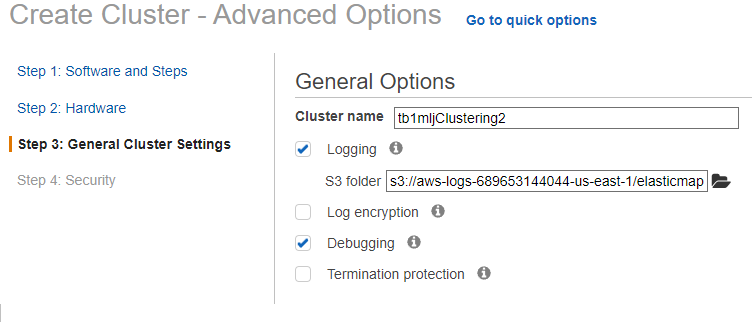 Create Cluster - Advanced Options Go to quick options
Step 1: Software and Steps
Step 2: Hardware
Step 3: General Cluster Settings
Step 4: Security
General Options
Cluster name tb1mljClustering2
Logging
S3 folder s3://aws-logs-689653144044-us-east-1/elasticmap
Log encryption
Debugging
Termination protection